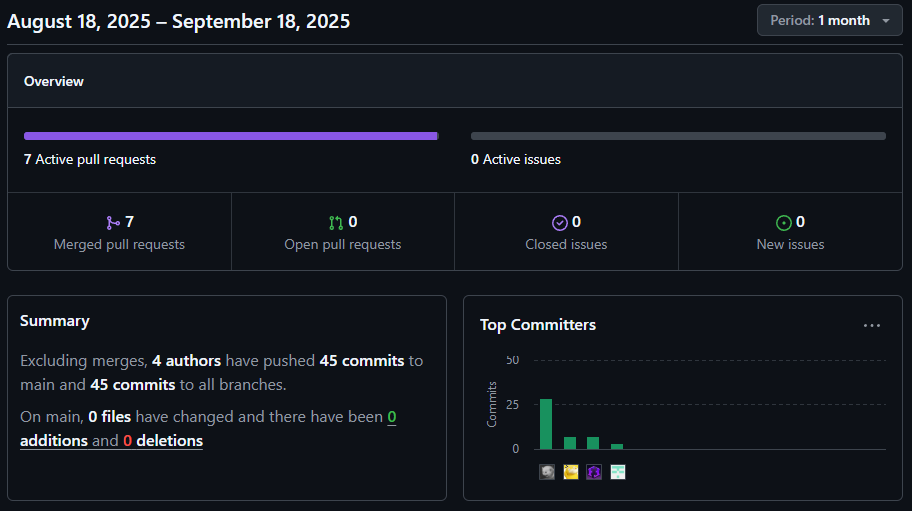 August 18, 2025 – September 18, 2025
Period: 1 month
Overview
7 Active pull requests
0 Active issues
7
Merged pull requests
0
Open pull requests
0
Closed issues
0
New issues
Summary
Excluding merges, 4 authors have pushed 45 commits to
main and 45 commits to all branches.
On main, 0 files have changed and there have been 0
additions and 0 deletions
Top Committers
Commits
50
25
0